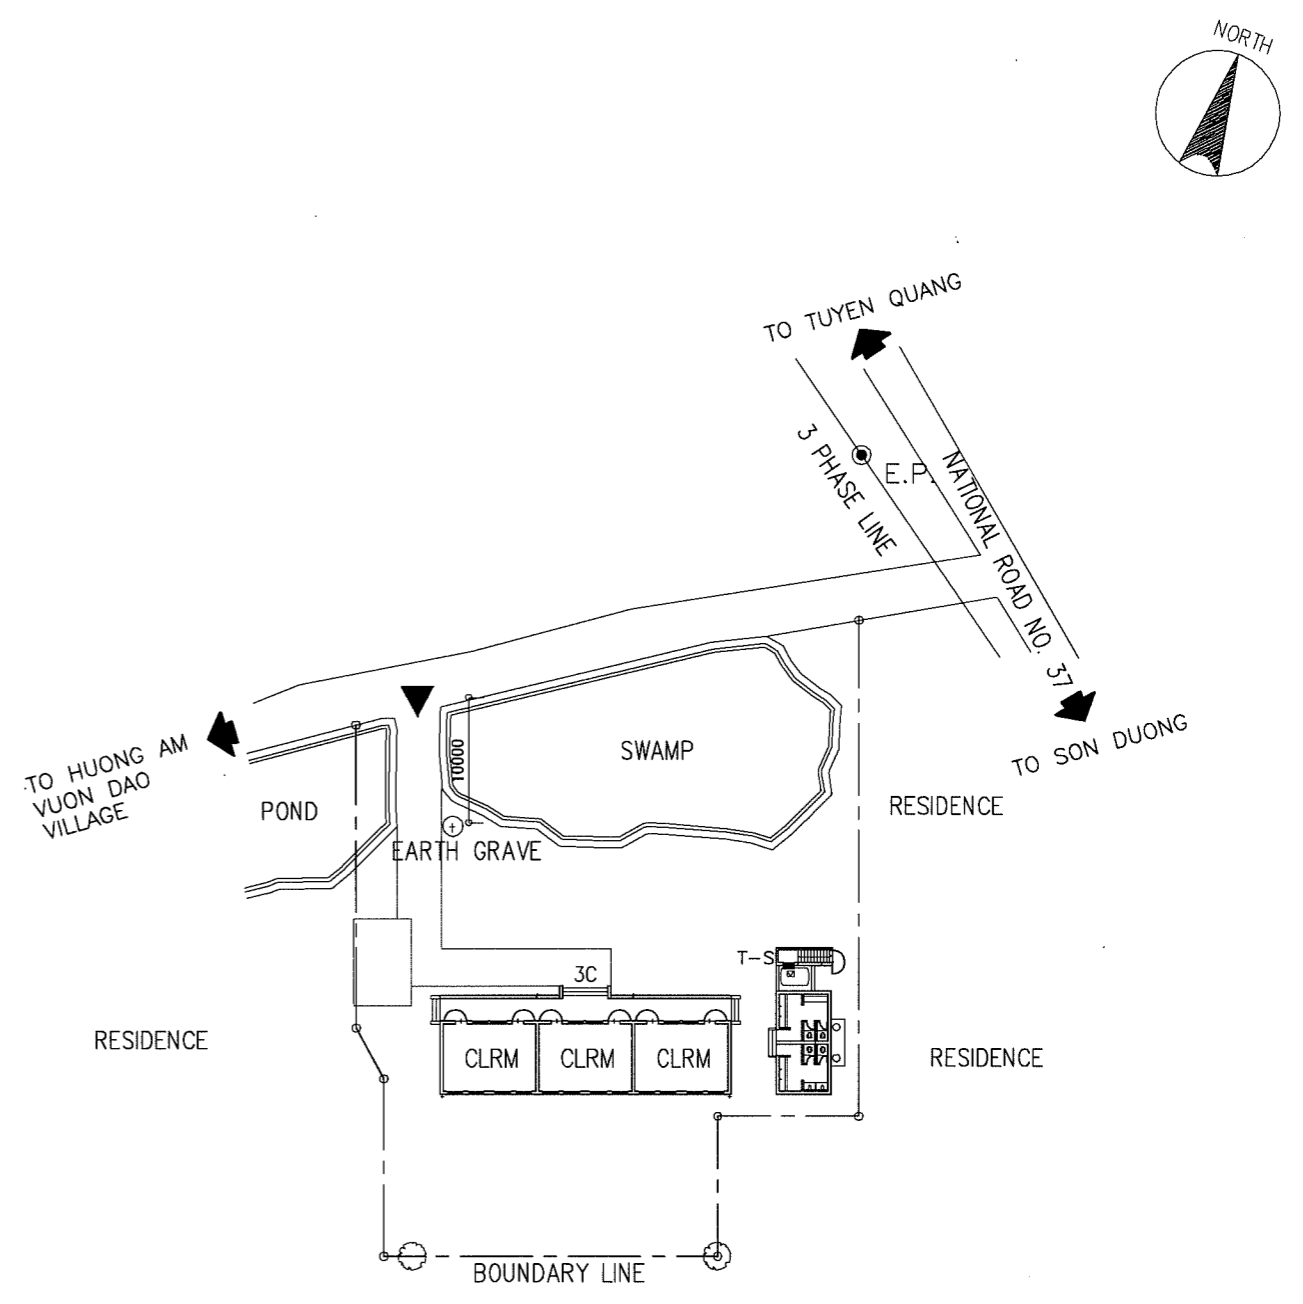 NORTH
TO TUYEN QUANG
3 PHASE LINE
E.P.
NATIONAL ROAD NO. 37
TO SON DUONG
TO HUONG AM
VUON DAO
VILLAGE
POND
10000
SWAMP
EARTH GRAVE
RESIDENCE
T-S
3C
RESIDENCE
CLRM
CLRM
CLRM
RESIDENCE
BOUNDARY LINE